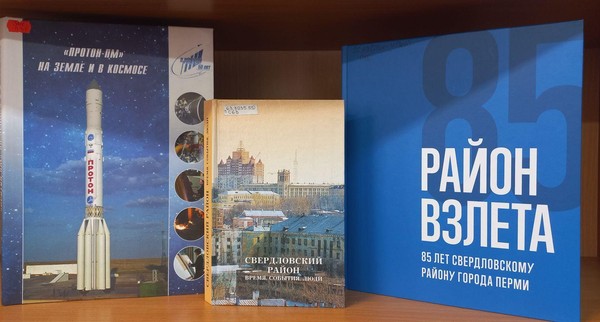 «ПРОТОН-ПМ»
НА ЗЕМЛЕ И В КОСМОСЕ
ПРОТОН
СВЕРДЛОВСКИЙ
РАЙОН
ВРЕМЯ. СОБЫТИЯ. ЛЮДИ
85
РАЙОН
ВЗЛЕТА
85 ЛЕТ СВЕРДЛОВСКОМУ
РАЙОНУ ГОРОДА ПЕРМИ